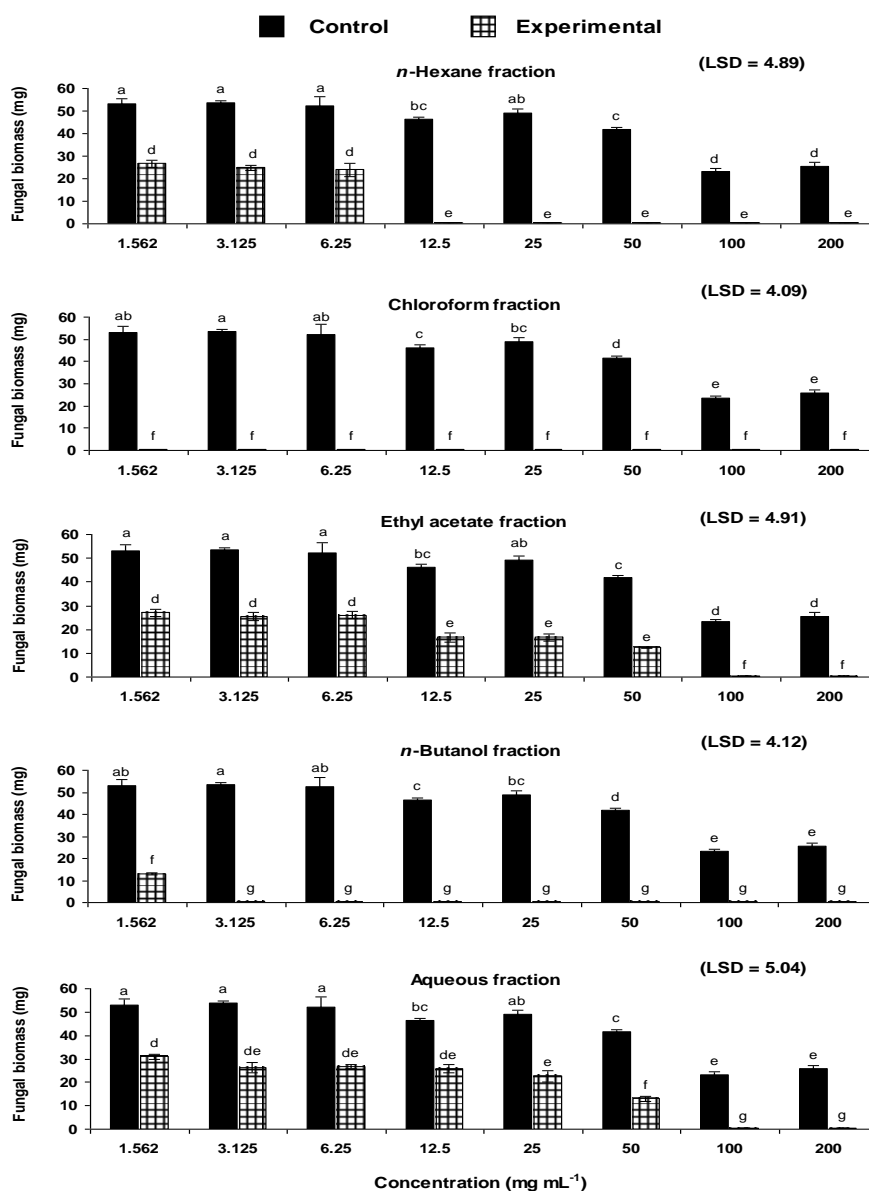 Control Experimental
n-Hexane fraction (LSD = 4.89)
Fungal biomass (mg)
60
50
40
30
20
10
0
a a a bc ab c d d
d d d e e e e e
1.562 3.125 6.25 12.5 25 50 100 200
Chloroform fraction (LSD = 4.09)
Fungal biomass (mg)
60
50
40
30
20
10
0
ab a ab c bc d e e
f f f f f f f f
1.562 3.125 6.25 12.5 25 50 100 200
Ethyl acetate fraction (LSD = 4.91)
Fungal biomass (mg)
60
50
40
30
20
10
0
a a a bc ab c d d
d d d e e e f f
1.562 3.125 6.25 12.5 25 50 100 200
n-Butanol fraction (LSD = 4.12)
Fungal biomass (mg)
60
50
40
30
20
10
0
ab a ab c bc d e e
f g g g g g g g
1.562 3.125 6.25 12.5 25 50 100 200
Aqueous fraction (LSD = 5.04)
Fungal biomass (mg)
60
50
40
30
20
10
0
a a a bc ab c e e
d de de de e f g g
1.562 3.125 6.25 12.5 25 50 100 200
Concentration (mg mL⁻¹)